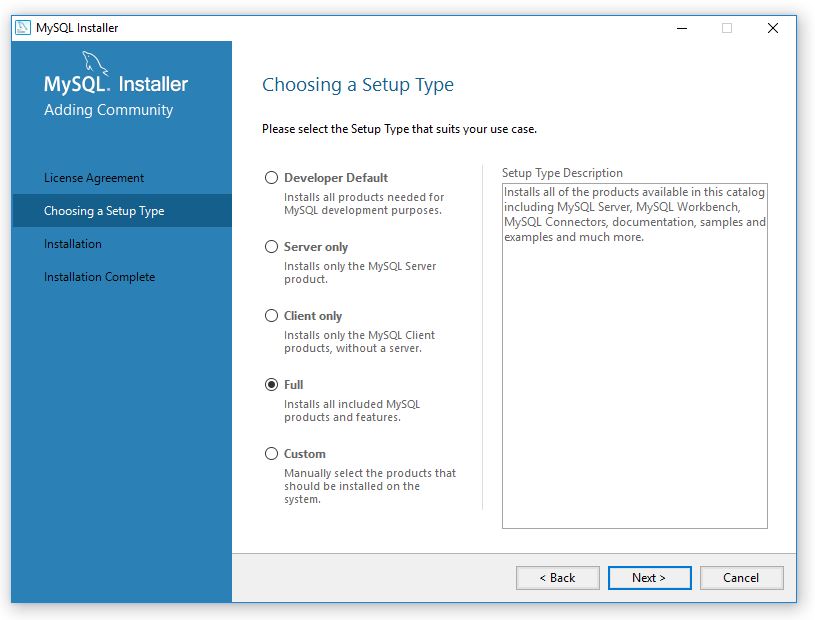 MySQL Installer
MySQL. Installer
Adding Community
License Agreement
Choosing a Setup Type
Installation
Installation Complete
Choosing a Setup Type
Please select the Setup Type that suits your use case.
Developer Default
Installs all products needed for
MySQL development purposes.
Server only
Installs only the MySQL Server
product.
Client only
Installs only the MySQL Client
products, without a server.
Full
Installs all included MySQL
products and features.
Custom
Manually select the products that
should be installed on the
system.
Setup Type Description
Installs all of the products available in this catalog
including MySQL Server, MySQL Workbench,
MySQL Connectors, documentation, samples and
examples and much more.
< Back
Next >
Cancel